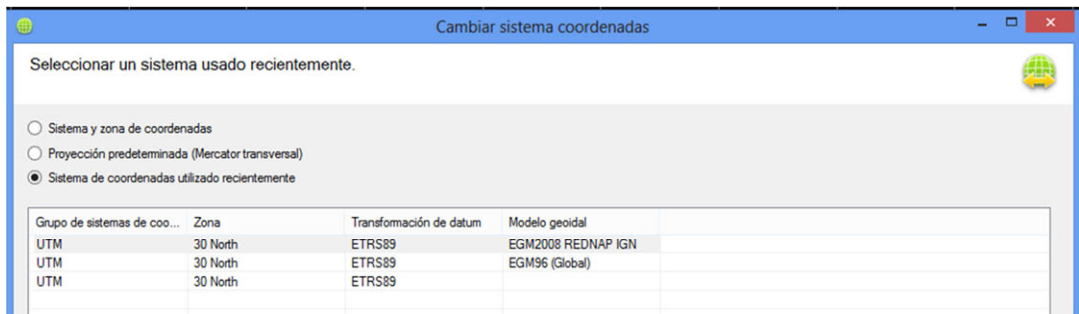 Cambiar sistema coordenadas
Seleccionar un sistema usado recientemente.
Sistema y zona de coordenadas
Proyección predeterminada (Mercator transversal)
Sistema de coordenadas utilizado recientemente
Grupo de sistemas de coo... Zona Transformación de datum Modelo geoidal
UTM 30 North ETRS89 EGM2008 REDNAP IGN
UTM 30 North ETRS89 EGM96 (Global)
UTM 30 North ETRS89